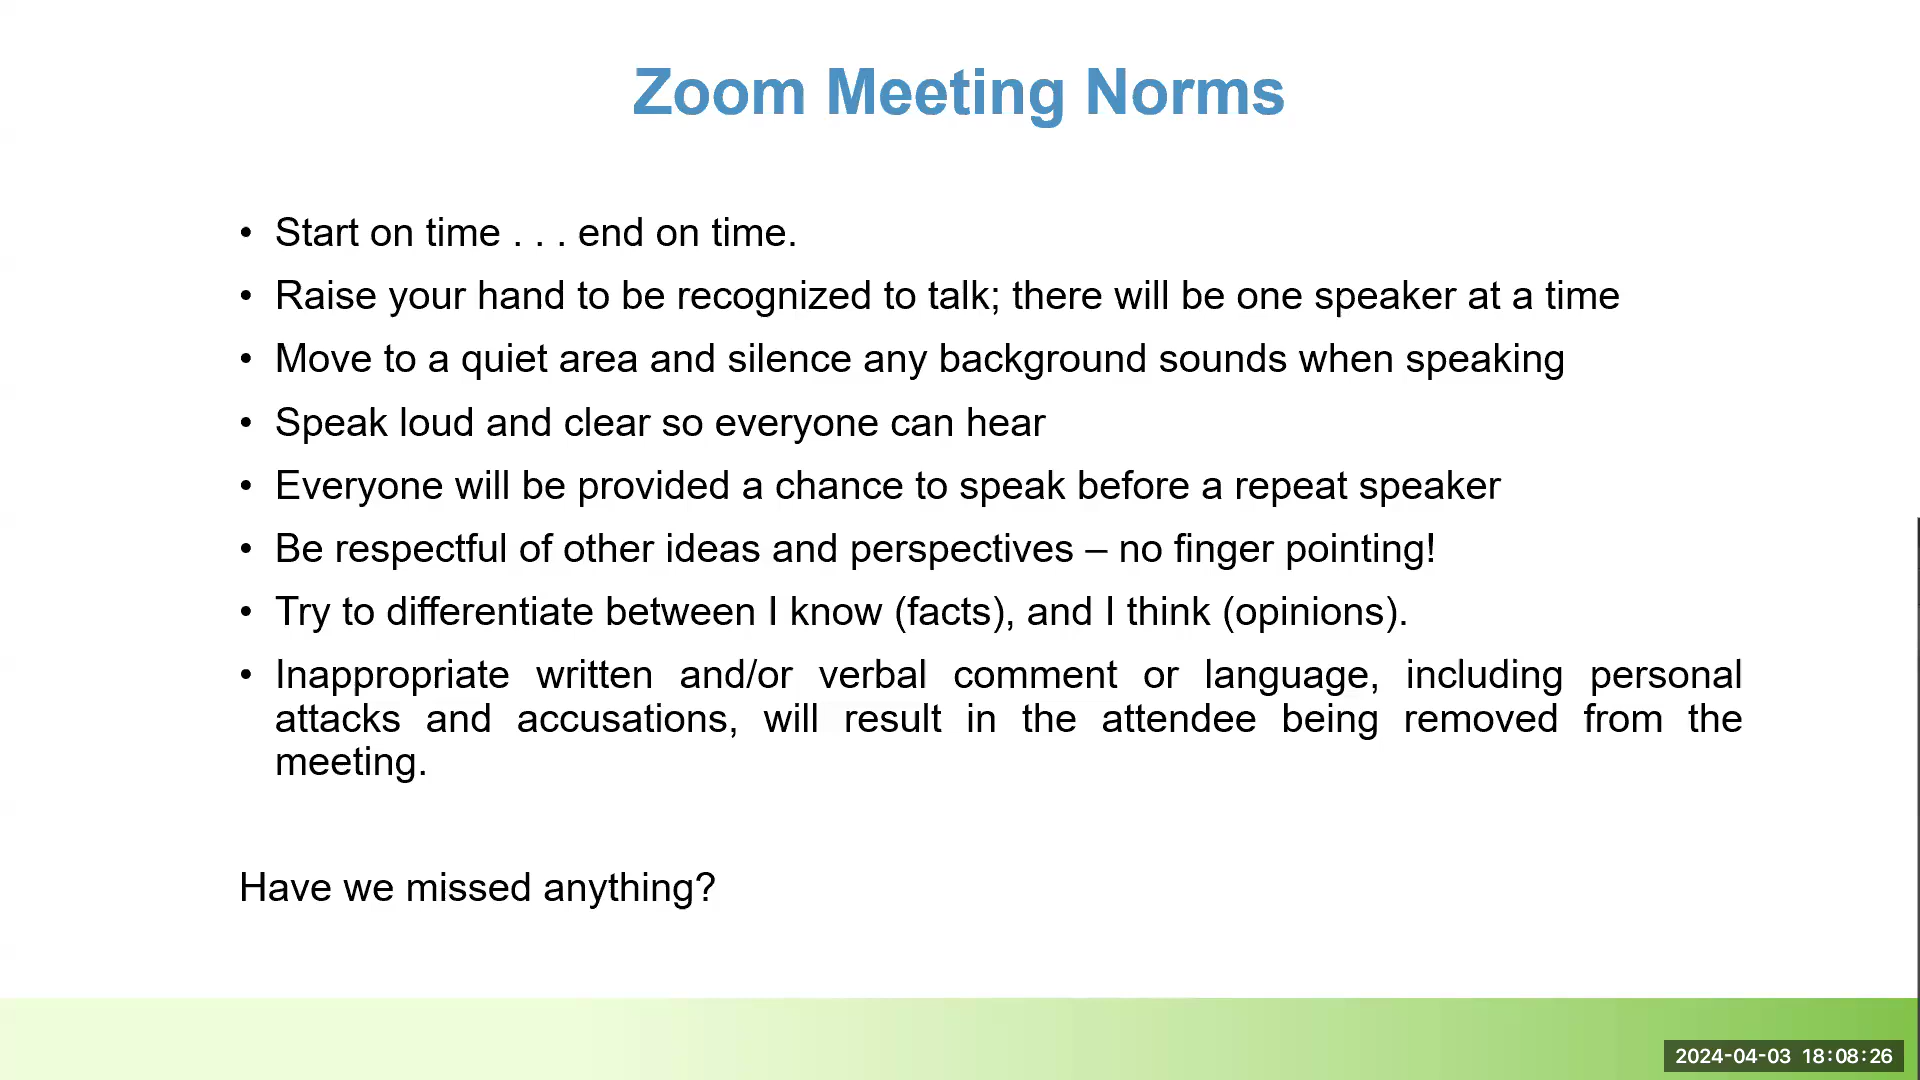 Zoom Meeting Norms
• Start on time . . . end on time.
• Raise your hand to be recognized to talk; there will be one speaker at a time
• Move to a quiet area and silence any background sounds when speaking
• Speak loud and clear so everyone can hear
• Everyone will be provided a chance to speak before a repeat speaker
• Be respectful of other ideas and perspectives – no finger pointing!
• Try to differentiate between I know (facts), and I think (opinions).
• Inappropriate written and/or verbal comment or language, including personal
attacks and accusations, will result in the attendee being removed from the
meeting.
Have we missed anything?
2024-04-03 18:08:26